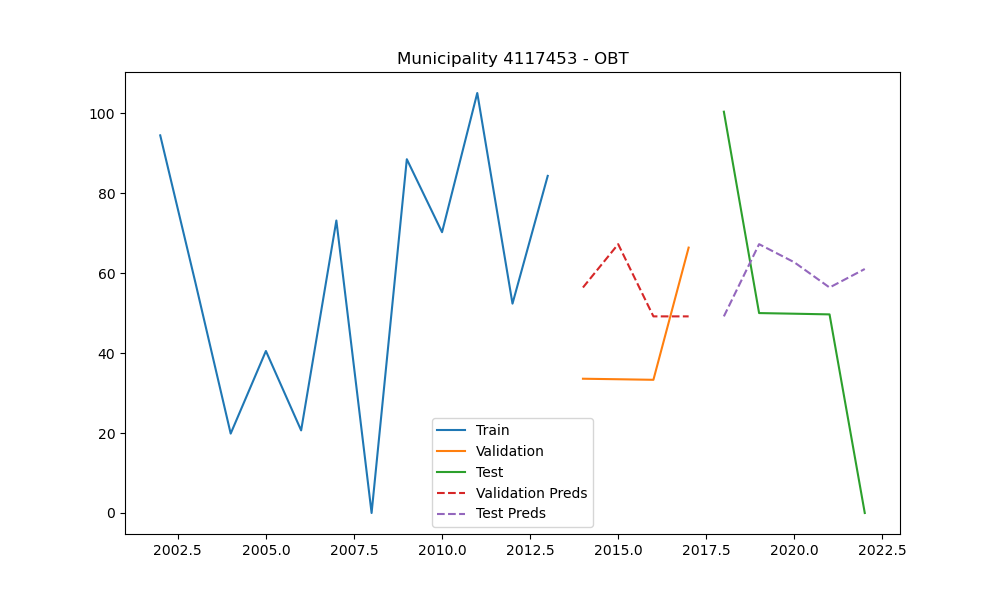 Municipality 4117453 - OBT
100
80
60
40
20
0
Train
Validation
Test
Validation Preds
Test Preds
2002.5 2005.0 2007.5 2010.0 2012.5 2015.0 2017.5 2020.0 2022.5